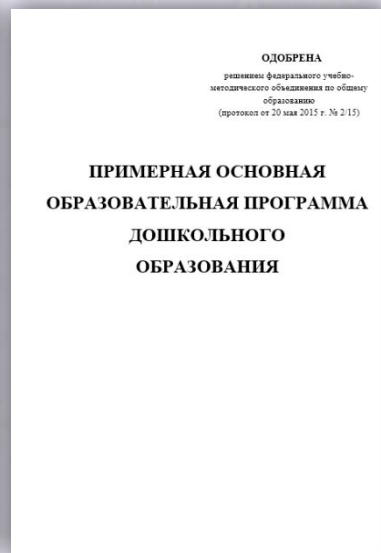 ОДОБРЕНА
решением федерального учебно-
методического объединения по общему
образованию
(протокол от 20 мая 2015 г. № 2/15)
ПРИМЕРНАЯ ОСНОВНАЯ
ОБРАЗОВАТЕЛЬНАЯ ПРОГРАММА
ДОШКОЛЬНОГО
ОБРАЗОВАНИЯ